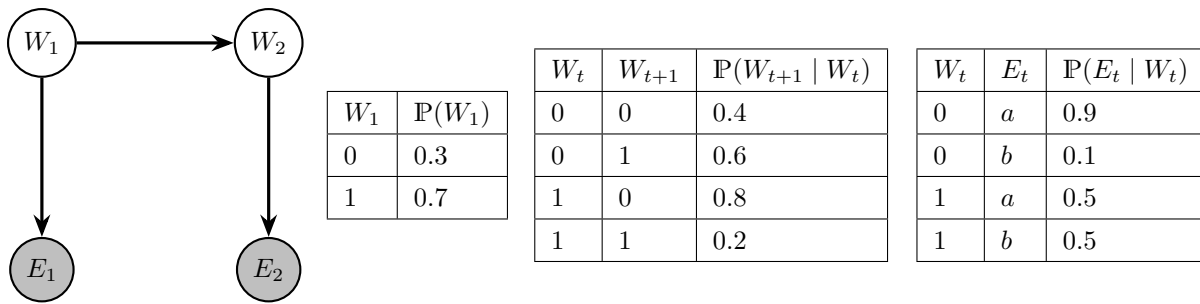 W₁ W₂
E₁ E₂
W₁ ℙ(W₁)
0 0.3
1 0.7
Wₜ Wₜ₊₁ ℙ(Wₜ₊₁ | Wₜ)
0 0 0.4
0 1 0.6
1 0 0.8
1 1 0.2
Wₜ Eₜ ℙ(Eₜ | Wₜ)
0 a 0.9
0 b 0.1
1 a 0.5
1 b 0.5